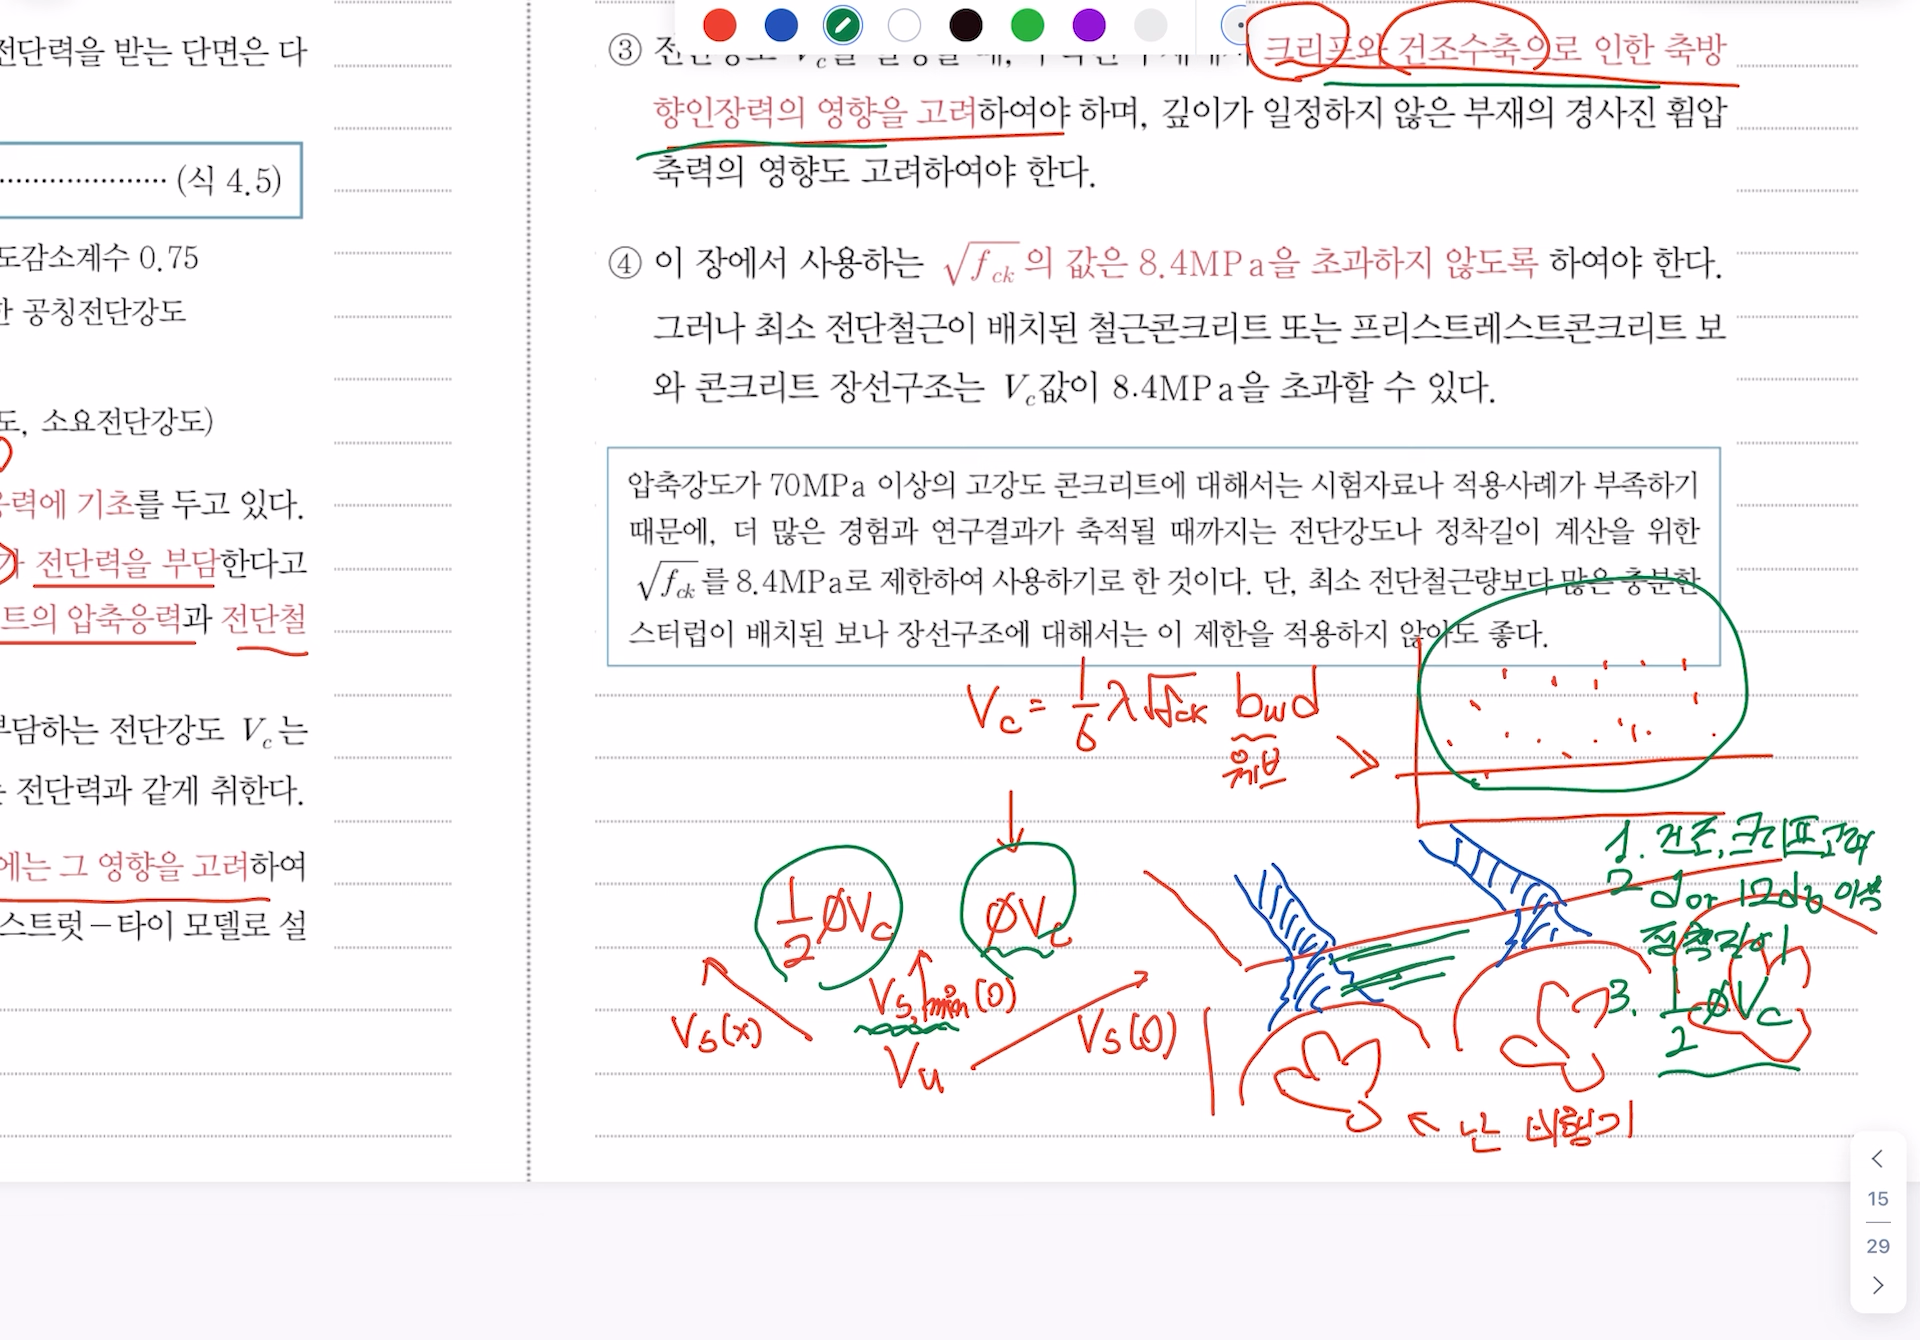 전단력을 받는 단면은 다
(식 4.5)
도감소계수 0.75
한 공칭전단강도
도, 소요전단강도)
응력에 기초를 두고 있다.
가 전단력을 부담한다고
트의 압축응력과 전단철
부담하는 전단강도 Vc는
는 전단력과 같게 취한다.
에는 그 영향을 고려하여
스트럿-타이 모델로 설
③ 크리프와 건조수축으로 인한 축방
향인장력의 영향을 고려하여야 하며, 깊이가 일정하지 않은 부재의 경사진 휨압
축력의 영향도 고려하여야 한다.
④ 이 장에서 사용하는 √fck의 값은 8.4MPa을 초과하지 않도록 하여야 한다.
그러나 최소 전단철근이 배치된 철근콘크리트 또는 프리스트레스트콘크리트 보
와 콘크리트 장선구조는 Vc값이 8.4MPa을 초과할 수 있다.
압축강도가 70MPa 이상의 고강도 콘크리트에 대해서는 시험자료나 적용사례가 부족하기
때문에, 더 많은 경험과 연구결과가 축적될 때까지는 전단강도나 정착길이 계산을 위한
√fck를 8.4MPa로 제한하여 사용하기로 한 것이다. 단, 최소 전단철근량보다 많은 충분한
스터럽이 배치된 보나 장선구조에 대해서는 이 제한을 적용하지 않아도 좋다.
Vc = 1/6 λ√fck bwd
웨브
1/2 φVc
φVc
Vs(x)
Vs,min(0)
Vs(0)
Vu
1. 건조, 크리프 고려
2 d or 12db 이상
정착길이
3. 1/2 φVc
← 난 비행기
15
29